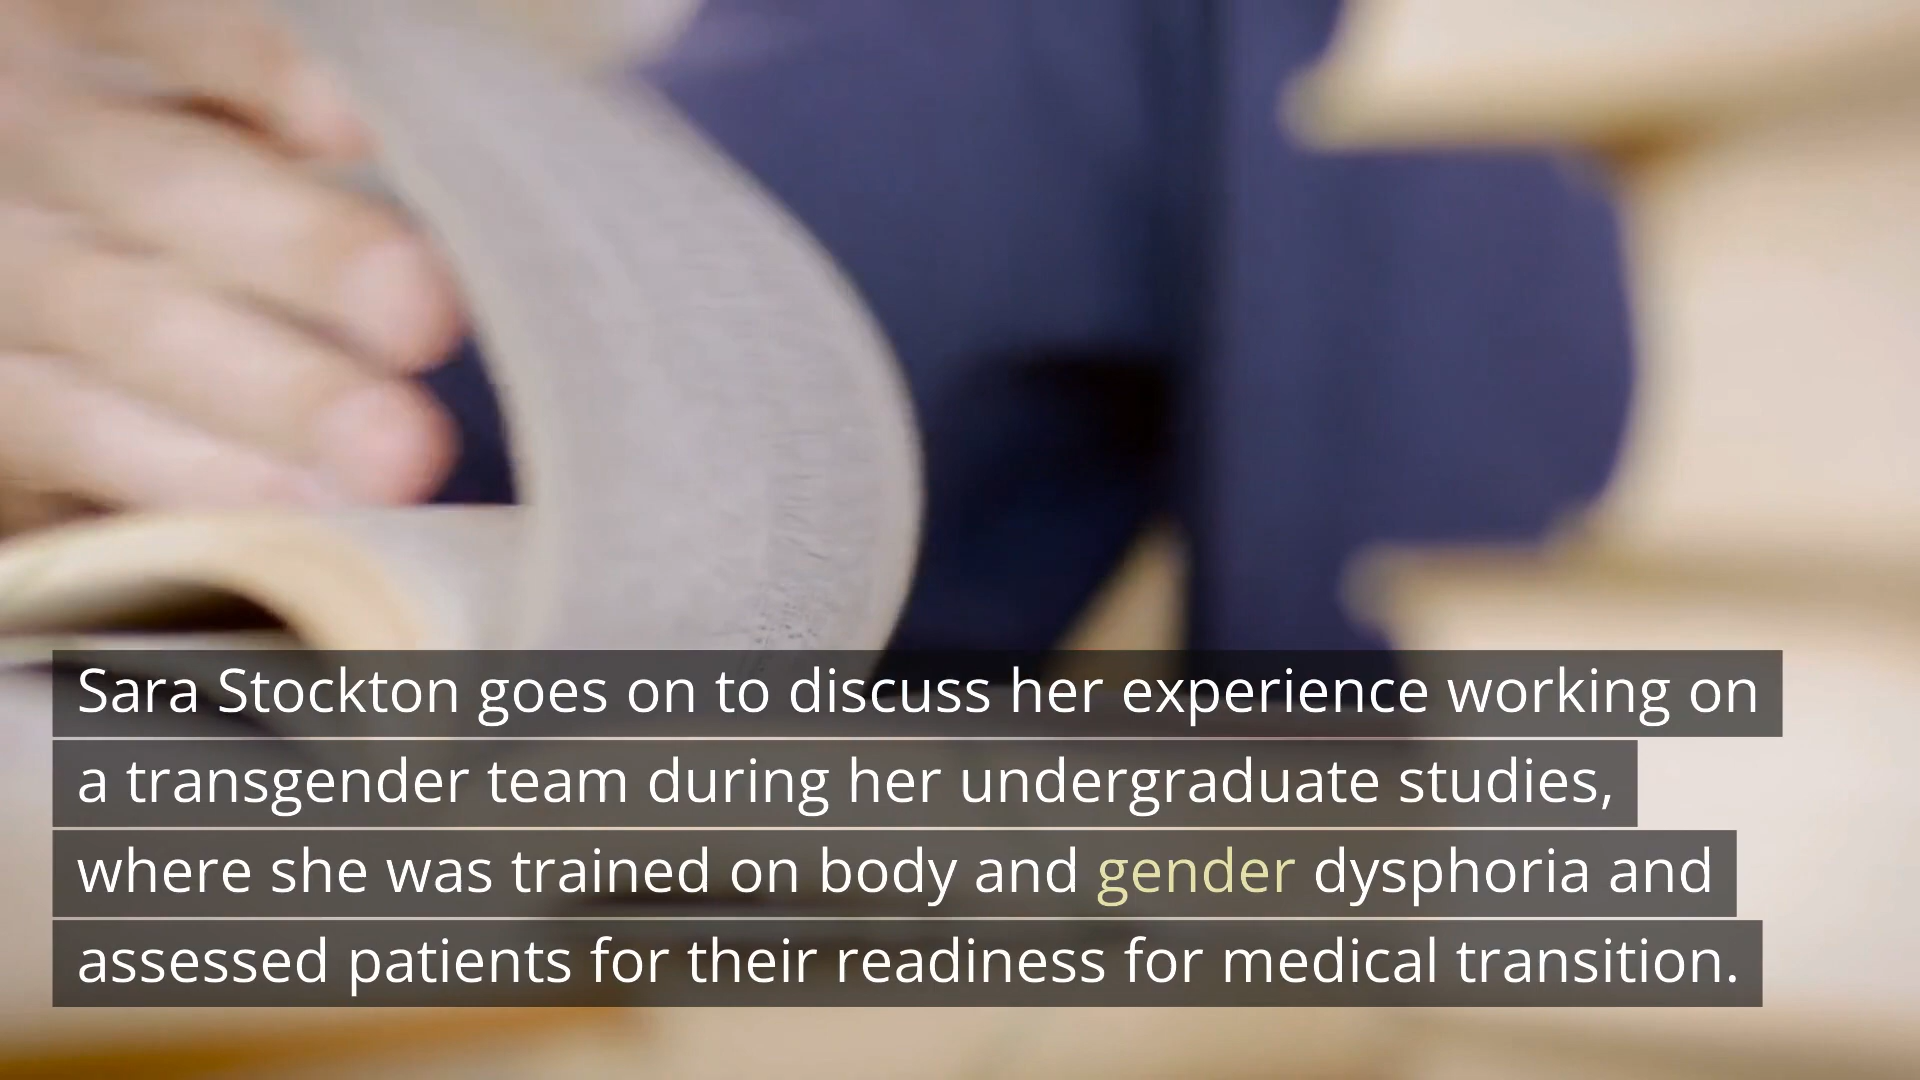 Sara Stockton goes on to discuss her experience working on
a transgender team during her undergraduate studies,
where she was trained on body and gender dysphoria and
assessed patients for their readiness for medical transition.